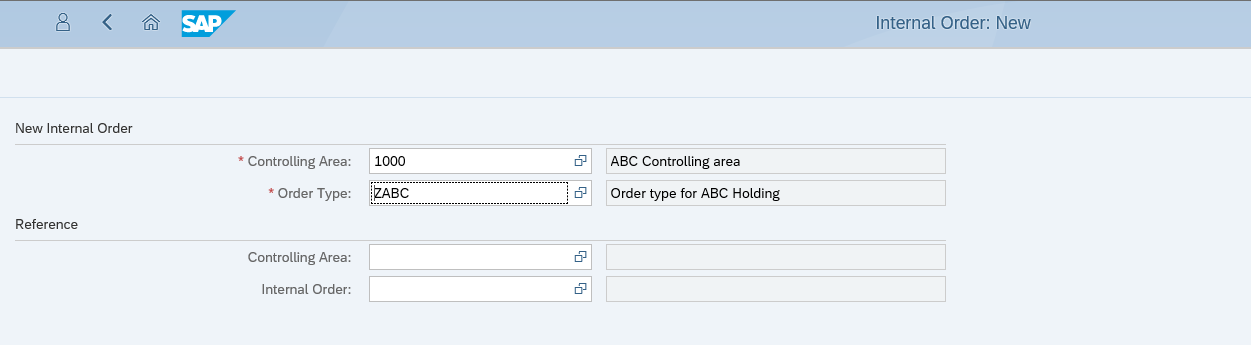 SAP Internal Order: New
New Internal Order
* Controlling Area: 1000 ABC Controlling area
* Order Type: ZABC Order type for ABC Holding
Reference
Controlling Area:
Internal Order: